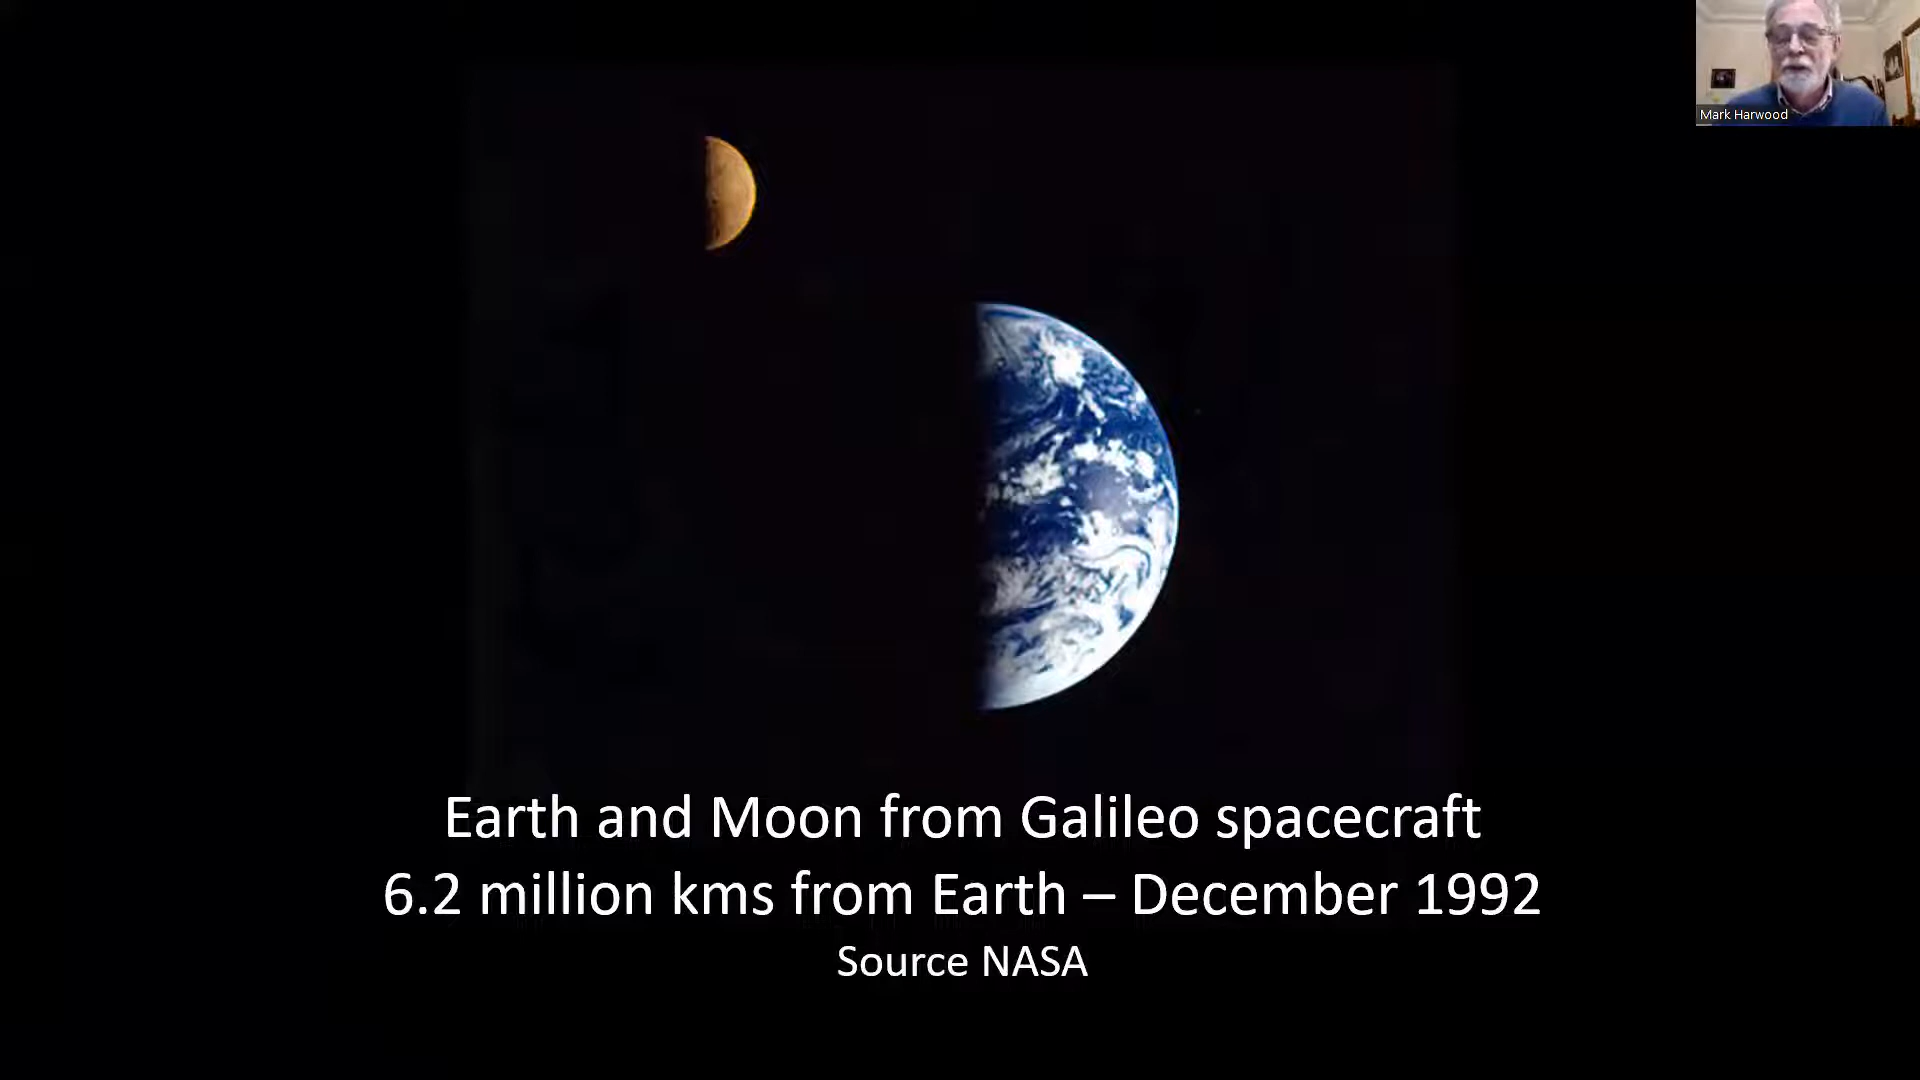 Mark Harwood
Earth and Moon from Galileo spacecraft
6.2 million kms from Earth – December 1992
Source NASA